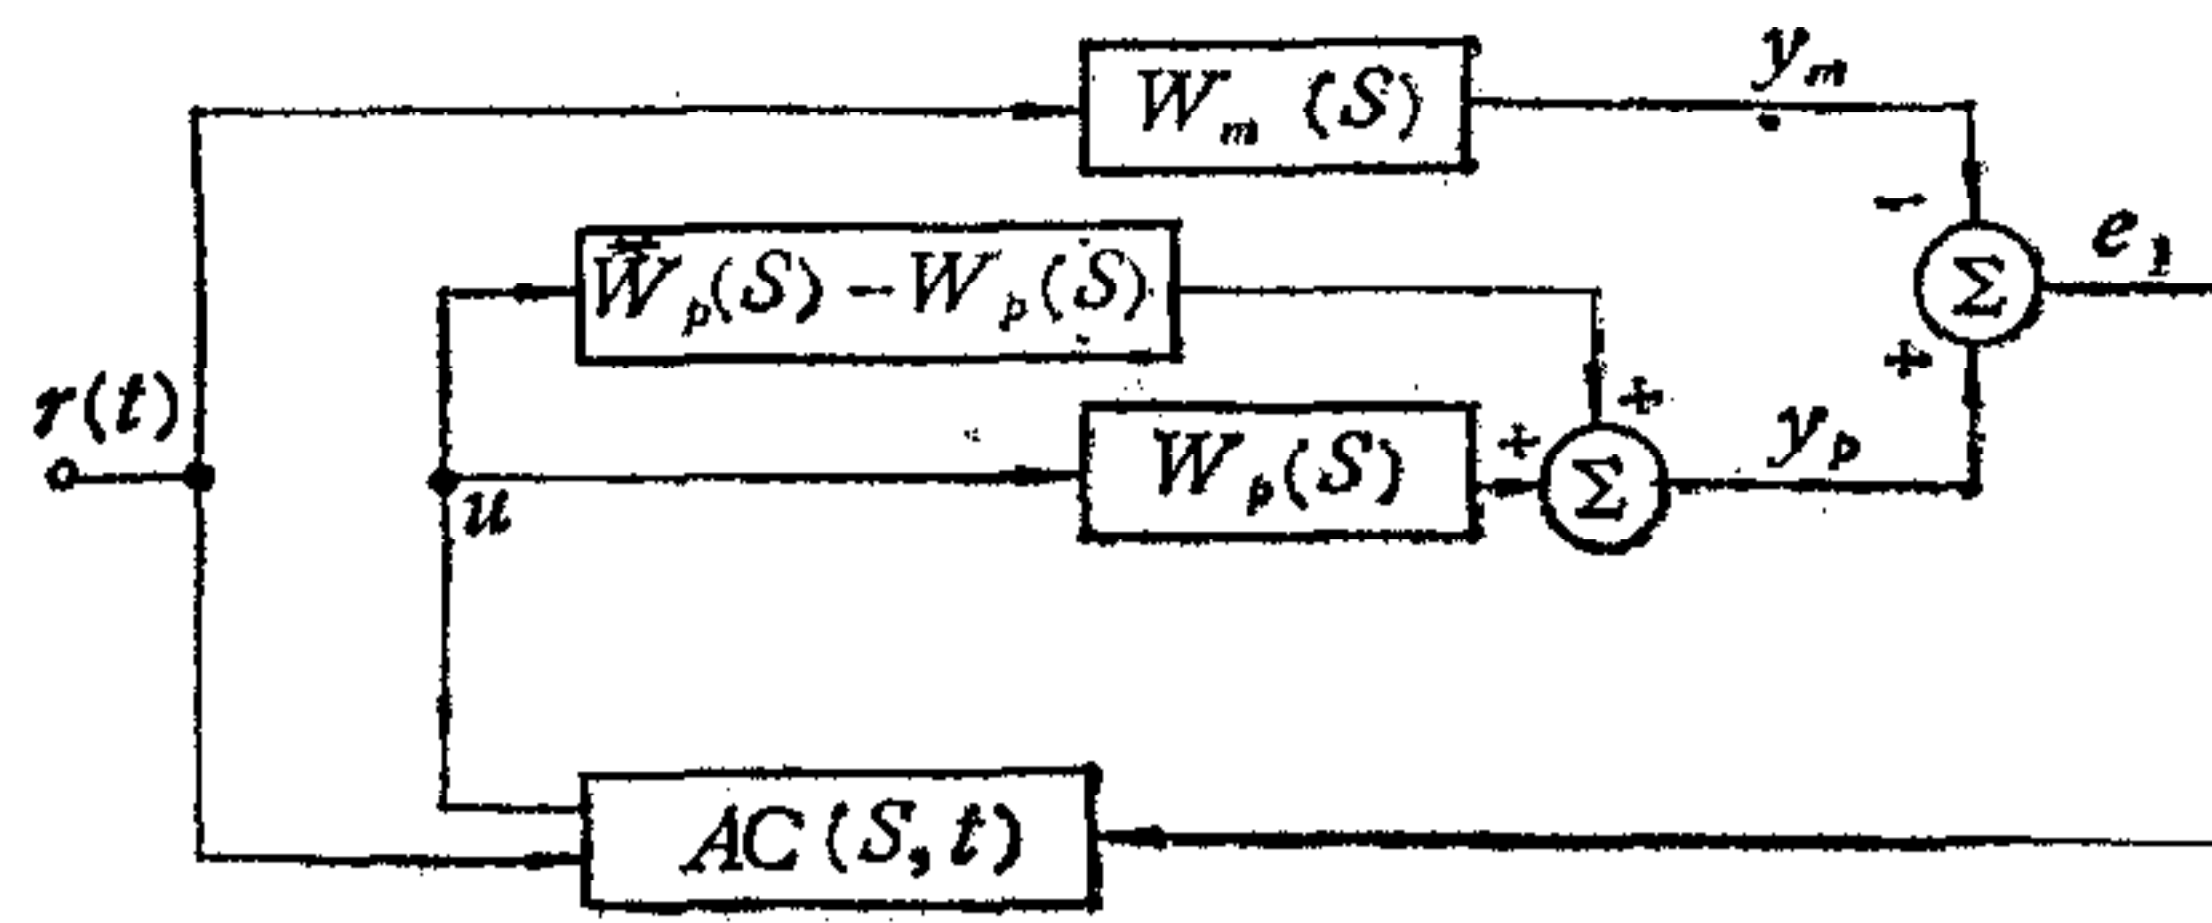 W_m (S)
y_m
−
W̃_p(S) − W_p(S)
Σ
e_1
r(t)
+
+
+
W_p(S)
Σ
y_p
u
AC(S, t)